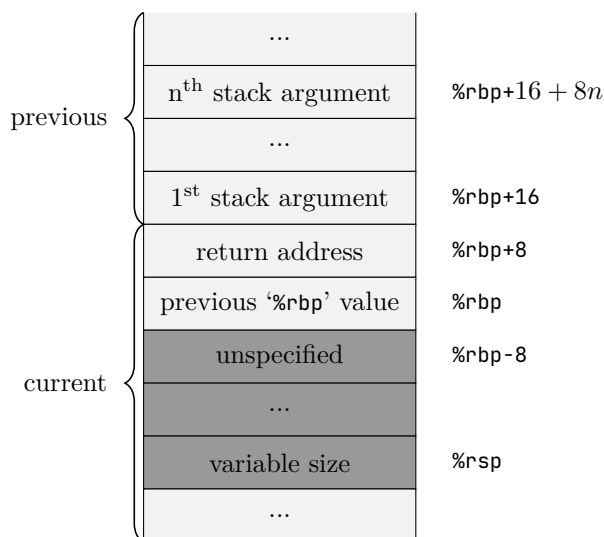 ...
nth stack argument %rbp+16 + 8n
previous
...
1st stack argument %rbp+16
return address %rbp+8
previous ‘%rbp’ value %rbp
unspecified %rbp-8
current
...
variable size %rsp
...